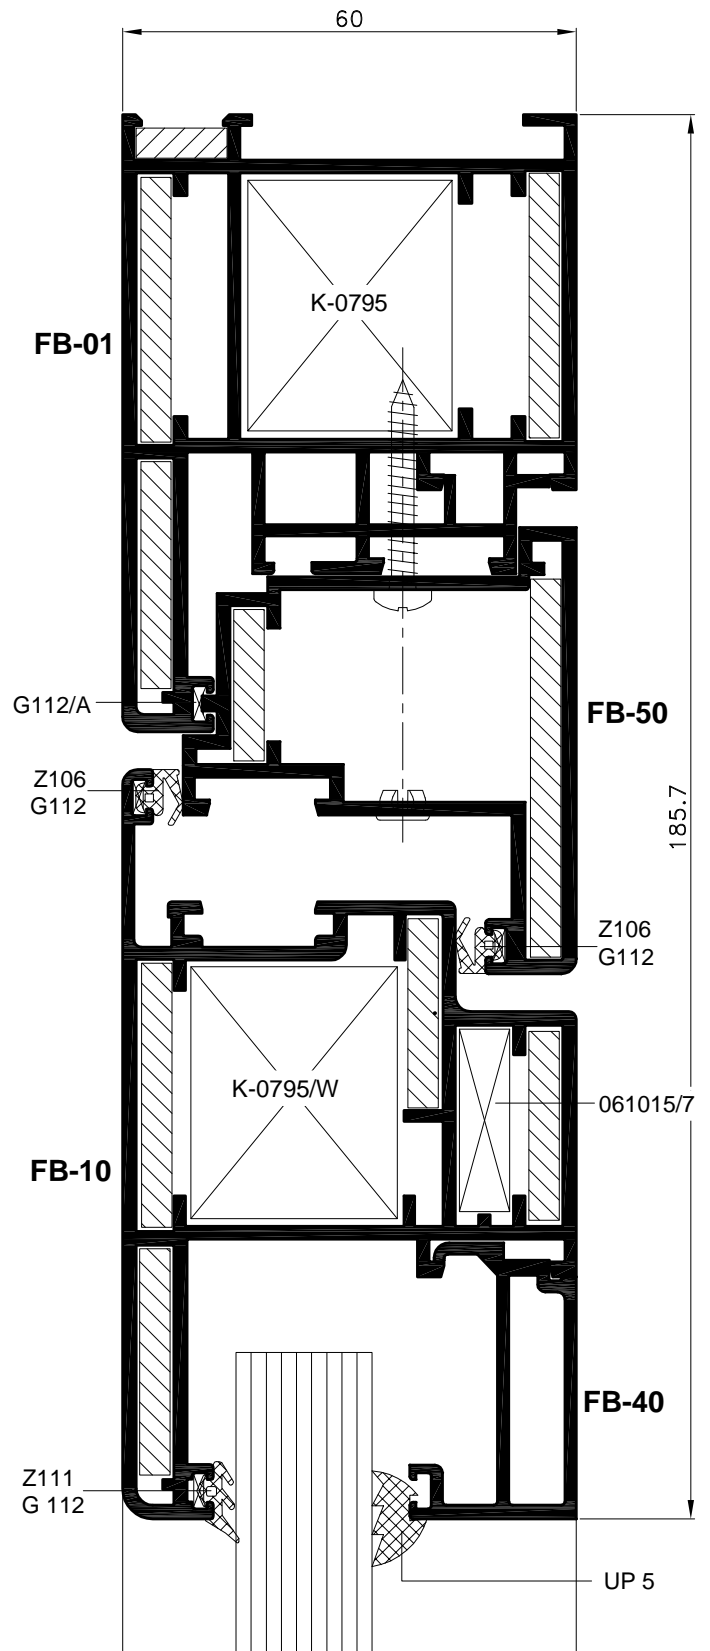 60
K-0795
FB-01
G112/A
FB-50
Z106
G112
185.7
Z106
G112
K-0795/W
061015/7
FB-10
FB-40
Z111
G 112
UP 5